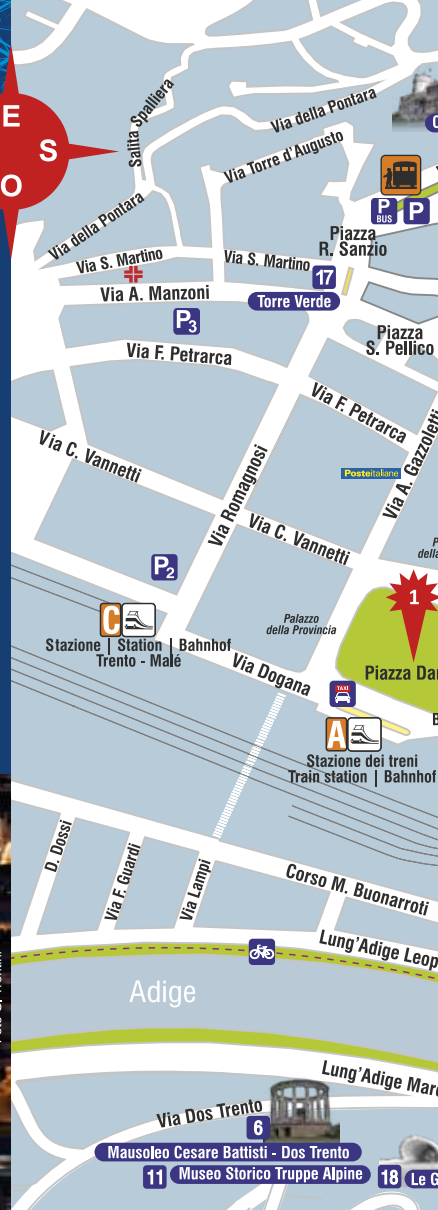 E
S
O
Salita Spalliera
Via della Pontara
Via Torre d'Augusto
P
BUS
P
Via della Pontara
Piazza
R. Sanzio
Via S. Martino
Via S. Martino
17
Via A. Manzoni
Torre Verde
P3
Piazza
S. Pellico
Via F. Petrarca
Via F. Petrarca
Via A. Gazzoletti
Via C. Vannetti
Posteitaliane
Via Romagnosi
Via C. Vannetti
P2
della
1
C
Palazzo
della Provincia
Stazione | Station | Bahnhof
Trento - Malé
Via Dogana
Piazza Da
TAXI
A
Stazione dei treni
Train station | Bahnhof
D. Dossi
Via F. Guardi
Via Lampi
Corso M. Buonarroti
Lung'Adige Leop
Adige
Lung'Adige Marc
Via Dos Trento
6
Mausoleo Cesare Battisti - Dos Trento
11 Museo Storico Truppe Alpine
18 Le G